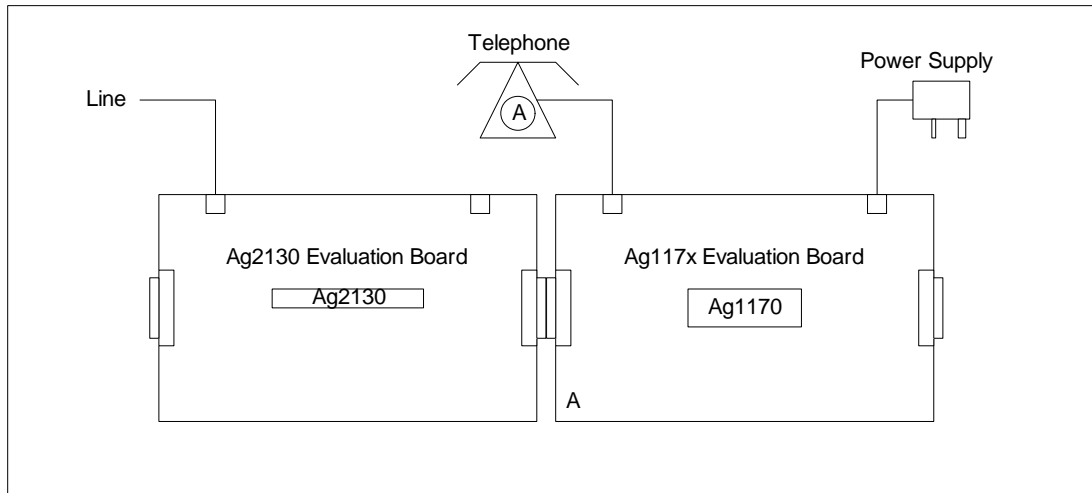 Telephone
Power Supply
Line
A
Ag2130 Evaluation Board
Ag117x Evaluation Board
Ag2130
Ag1170
A